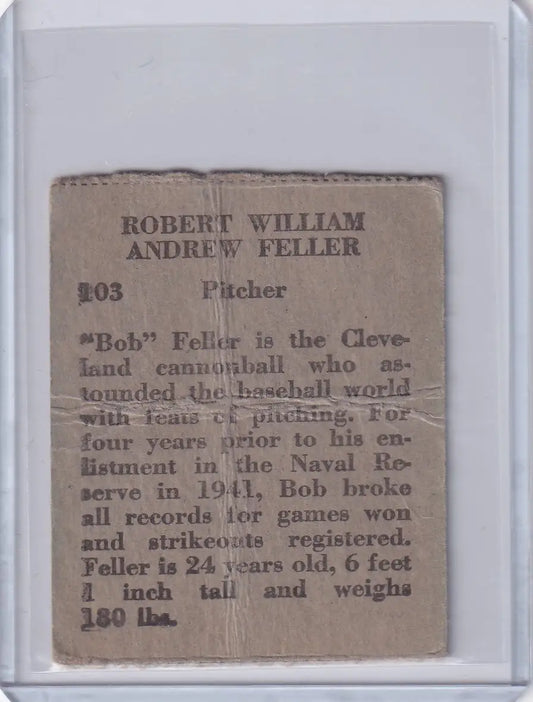 ROBERT WILLIAM
ANDREW FELLER
103 Pitcher
"Bob" Feller is the Cleve-
land cannonball who as-
tounded the baseball world
with feats of pitching. For
four years prior to his en-
listment in the Naval Re-
serve in 1941, Bob broke
all records for games won
and strikeouts registered.
Feller is 24 years old, 6 feet
1 inch tall and weighs
180 lbs.